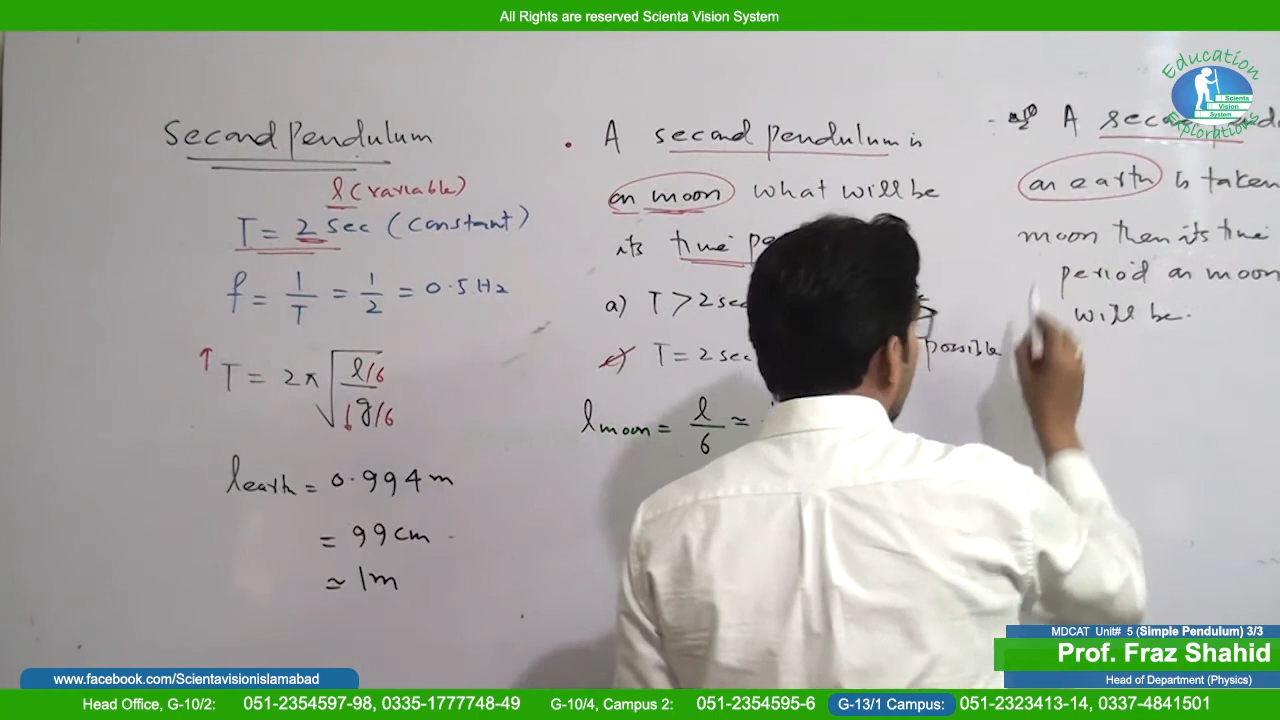 All Rights are reserved Scienta Vision System
Education
Scienta
Vision
System
Explorations
Second Pendulum
l (variable)
T = 2 sec (constant)
f = 1/T = 1/2 = 0.5 Hz
↑ T = 2π √(l/6 / ↓g/6)
l earth = 0.994 m
= 99 cm
≃ 1m
. A second pendulum is
on moon what will be
its time
a) T > 2 sec
c) T = 2 sec
possible
l moon = l/6 ≃
A
on earth is taken
moon then its time
period on moon
will be.
MDCAT Unit# 5 (Simple Pendulum) 3/3
Prof. Fraz Shahid
Head of Department (Physics)
www.facebook.com/Scientavisionislamabad
Head Office, G-10/2: 051-2354597-98, 0335-1777748-49 G-10/4, Campus 2: 051-2354595-6 G-13/1 Campus: 051-2323413-14, 0337-4841501